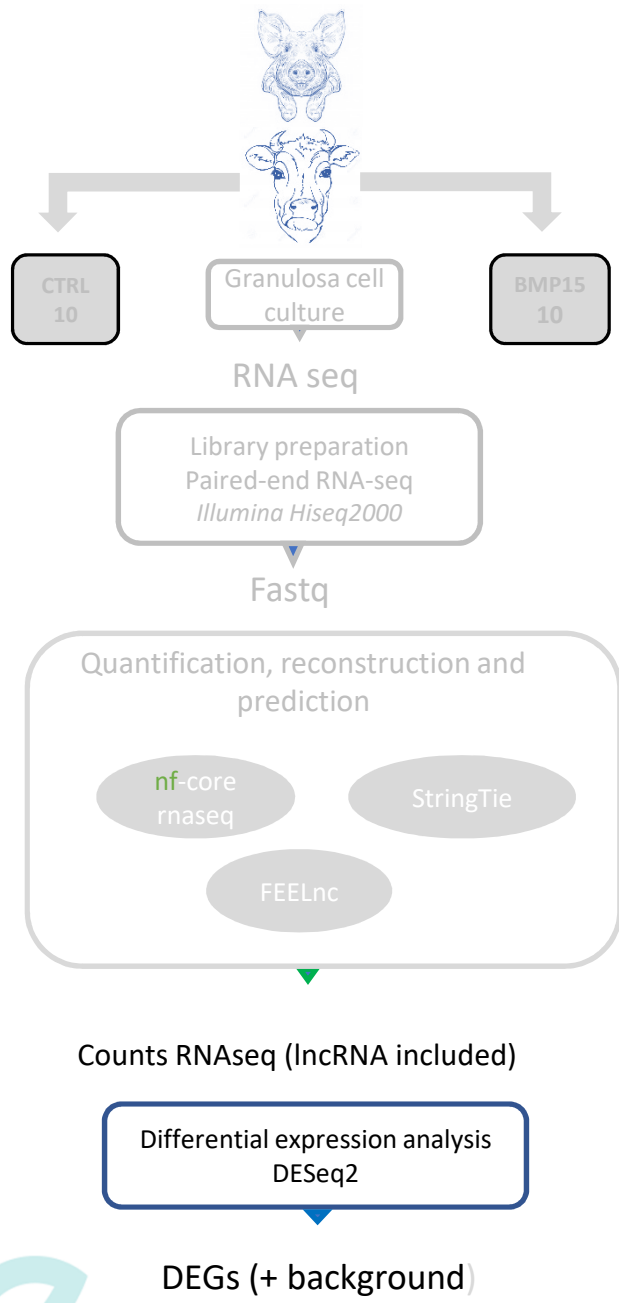 CTRL
10
Granulosa cell
culture
BMP15
10
RNA seq
Library preparation
Paired-end RNA-seq
Illumina Hiseq2000
Fastq
Quantification, reconstruction and
prediction
nf-core
rnaseq
StringTie
FEELnc
Counts RNAseq (lncRNA included)
Differential expression analysis
DESeq2
DEGs (+ background)